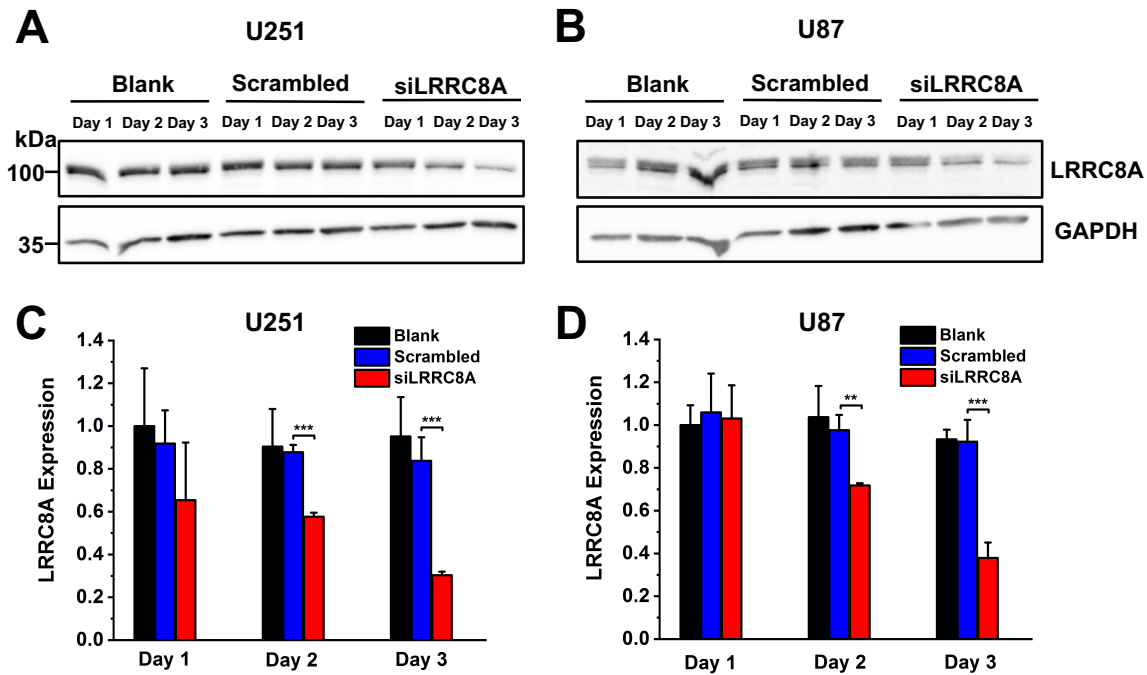 A
U251
Blank Scrambled siLRRC8A
Day 1 Day 2 Day 3 Day 1 Day 2 Day 3 Day 1 Day 2 Day 3
kDa
100
35
B
U87
Blank Scrambled siLRRC8A
Day 1 Day 2 Day 3 Day 1 Day 2 Day 3 Day 1 Day 2 Day 3
LRRC8A
GAPDH
C
U251
Blank
Scrambled
siLRRC8A
LRRC8A Expression
1.4
1.2
1.0
0.8
0.6
0.4
0.2
0.0
***
***
Day 1 Day 2 Day 3
D
U87
Blank
Scrambled
siLRRC8A
LRRC8A Expression
1.4
1.2
1.0
0.8
0.6
0.4
0.2
0.0
**
***
Day 1 Day 2 Day 3